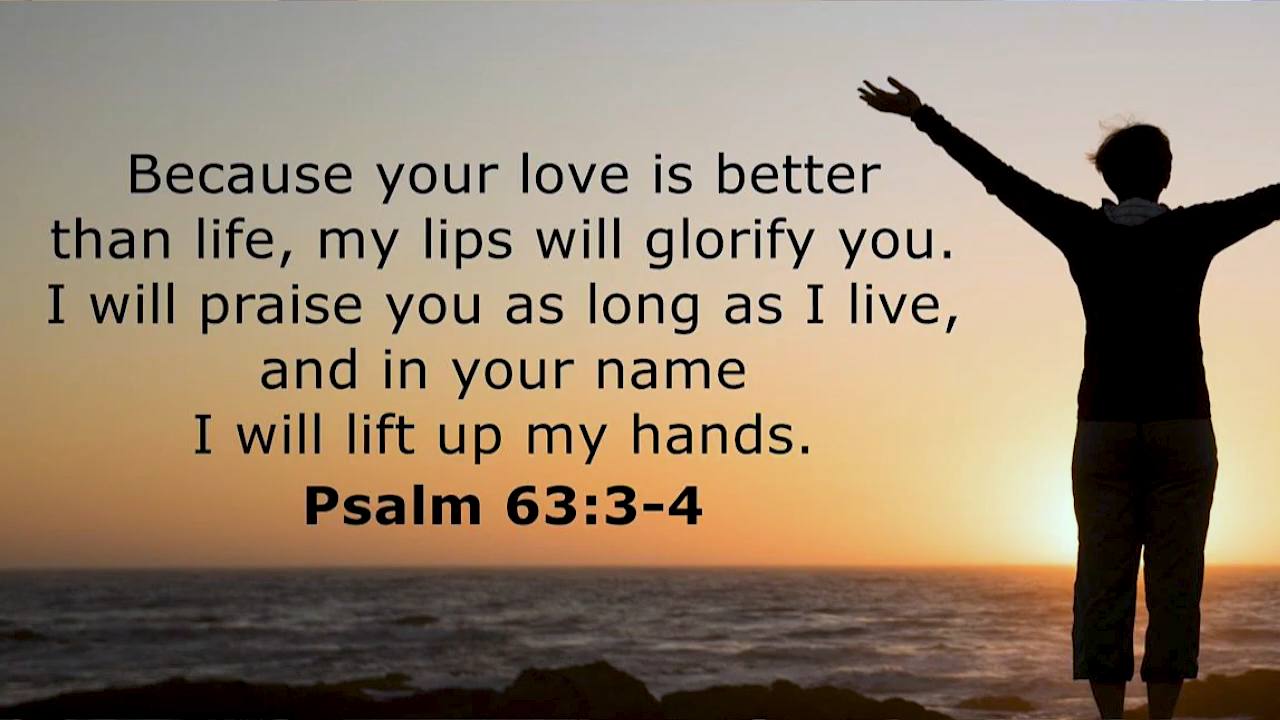 Because your love is better
than life, my lips will glorify you.
I will praise you as long as I live,
and in your name
I will lift up my hands.
Psalm 63:3-4